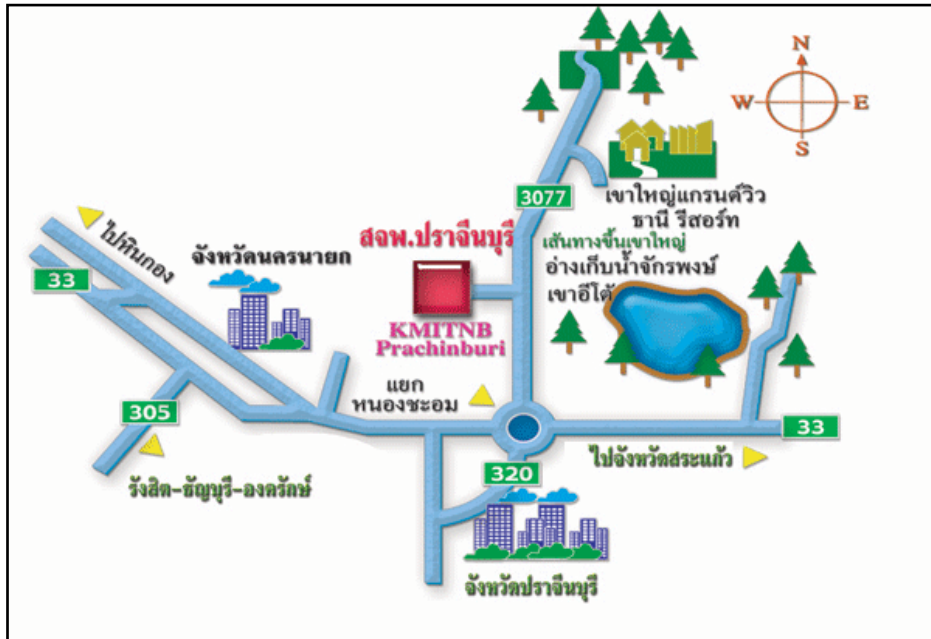 N
W E
S
3077
เขาใหญ่แกรนด์วิว
ธานี รีสอร์ท
สจพ.ปราจีนบุรี
เส้นทางขึ้นเขาใหญ่
ไปหินกอง
จังหวัดนครนายก
อ่างเก็บน้ำจักรพงษ์
เขาอีโต้
33
KMITNB
Prachinburi
แยก
หนองชะอม
305
33
ไปจังหวัดสระแก้ว
320
รังสิต-ธัญบุรี-องครักษ์
จังหวัดปราจีนบุรี